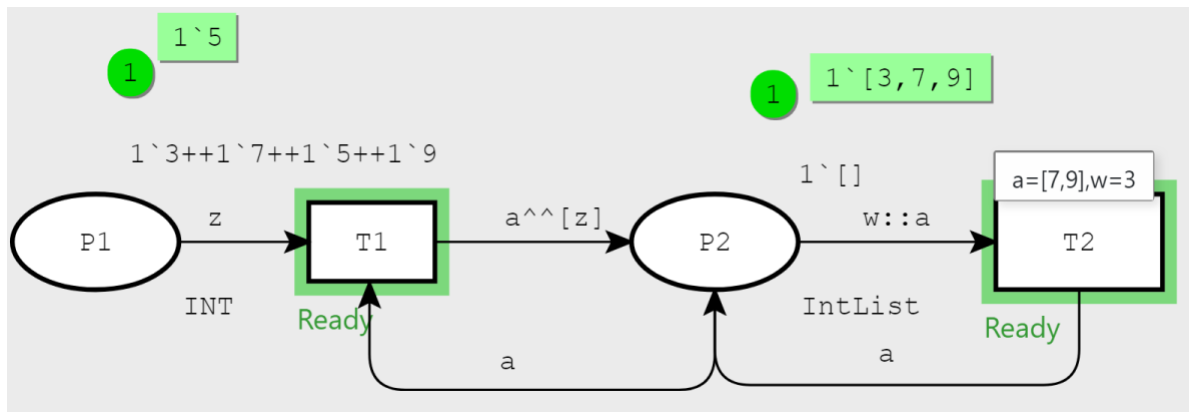 1`5
1
1`[3,7,9]
1
1`3++1`7++1`5++1`9
1`[]
a=[7,9],w=3
z
a^^[z]
w::a
P1
T1
P2
T2
INT
IntList
Ready
Ready
a
a